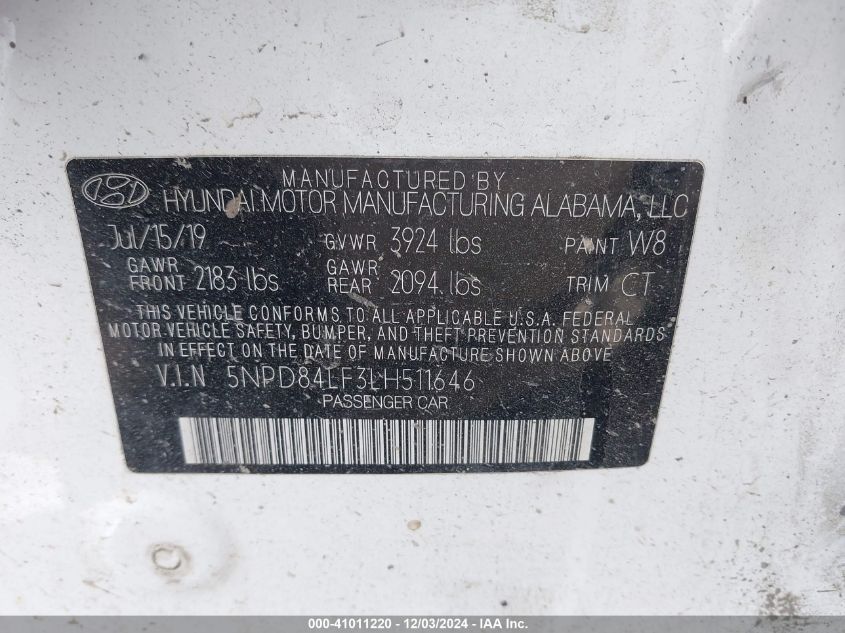 MANUFACTURED BY
HYUNDAI MOTOR MANUFACTURING ALABAMA, LLC
Jul/15/19 GVWR 3924 lbs PAINT W8
GAWR FRONT 2183 lbs GAWR REAR 2094 lbs TRIM CT
THIS VEHICLE CONFORMS TO ALL APPLICABLE U.S.A. FEDERAL
MOTOR VEHICLE SAFETY, BUMPER, AND THEFT PREVENTION STANDARDS
IN EFFECT ON THE DATE OF MANUFACTURE SHOWN ABOVE.
V.I.N 5NPD84LF3LH511646
PASSENGER CAR
000-41011220 - 12/03/2024 - IAA Inc.